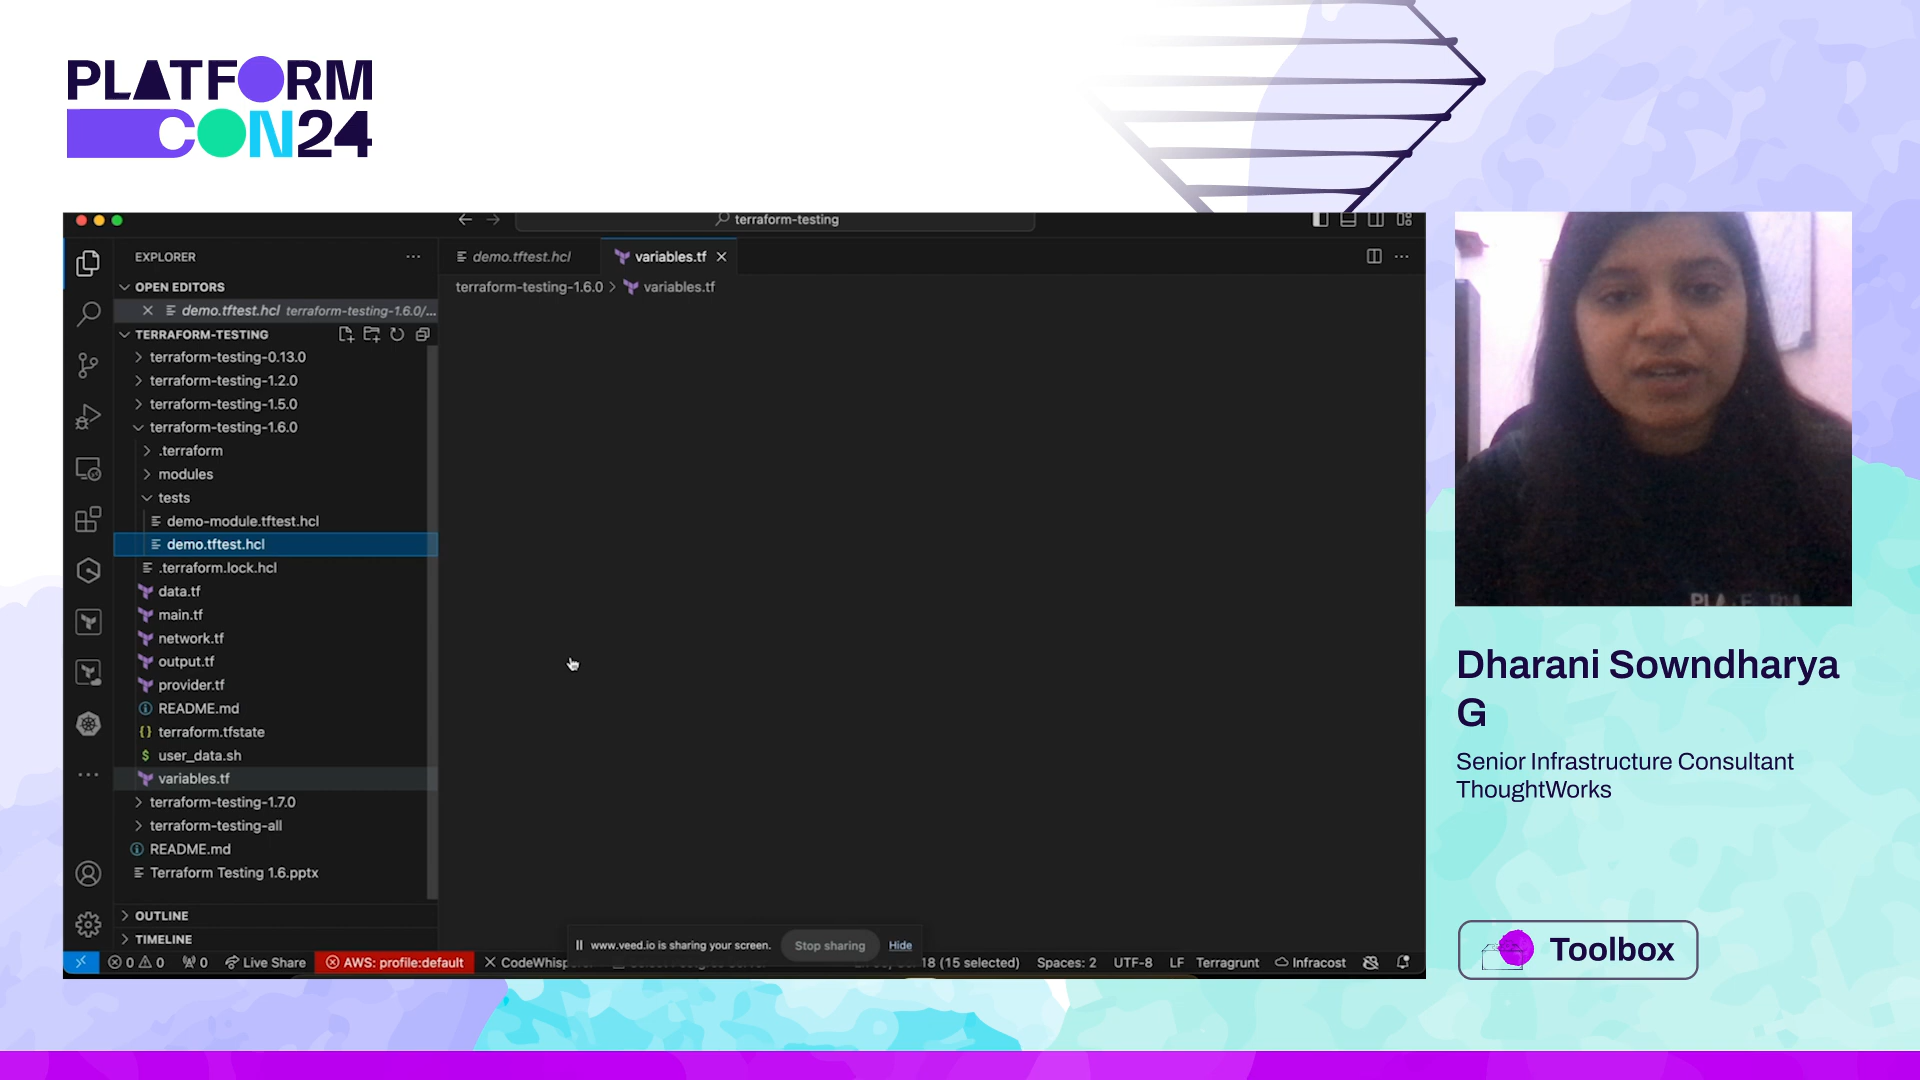 PLATFORM
CON24
terraform-testing
EXPLORER
demo.tftest.hcl
variables.tf
OPEN EDITORS
terraform-testing-1.6.0 > variables.tf
demo.tftest.hcl terraform-testing-1.6.0/...
TERRAFORM-TESTING
terraform-testing-0.13.0
terraform-testing-1.2.0
terraform-testing-1.5.0
terraform-testing-1.6.0
.terraform
modules
tests
demo-module.tftest.hcl
demo.tftest.hcl
.terraform.lock.hcl
data.tf
main.tf
network.tf
output.tf
provider.tf
README.md
terraform.tfstate
user_data.sh
variables.tf
terraform-testing-1.7.0
terraform-testing-all
README.md
Terraform Testing 1.6.pptx
OUTLINE
TIMELINE
www.veed.io is sharing your screen.
Stop sharing
Hide
0 0
0
Live Share
AWS: profile:default
CodeWhisp
18 (15 selected)
Spaces: 2
UTF-8
LF
Terragrunt
Infracost
Dharani Sowndharya
G
Senior Infrastructure Consultant
ThoughtWorks
Toolbox